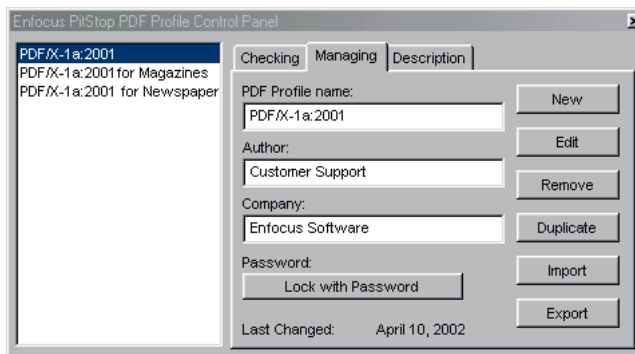 Enfocus PitStop PDF Profile Control Panel
PDF/X-1a:2001
PDF/X-1a:2001for Magazines
PDF/X-1a:2001 for Newspaper
Checking
Managing
Description
PDF Profile name:
PDF/X-1a:2001
Author:
Customer Support
Company:
Enfocus Software
Password:
Lock with Password
Last Changed: April 10, 2002
New
Edit
Remove
Duplicate
Import
Export